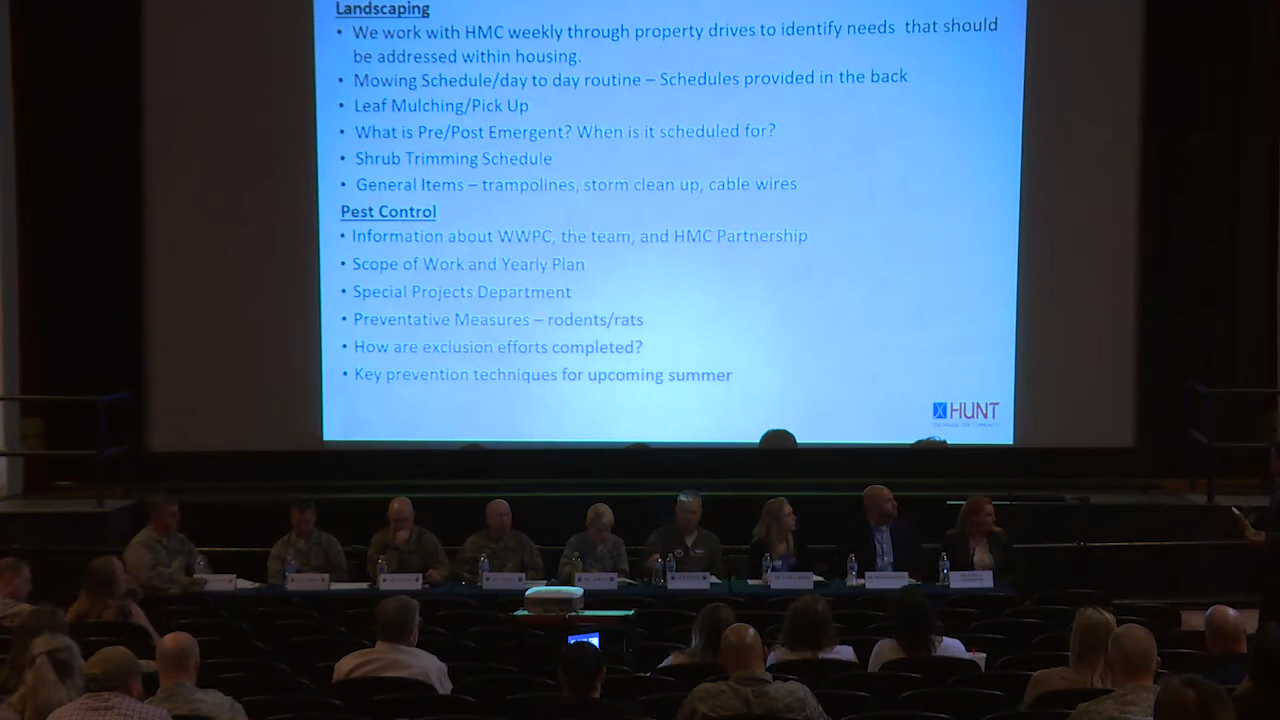 Landscaping
• We work with HMC weekly through property drives to identify needs that should
be addressed within housing.
• Mowing Schedule/day to day routine – Schedules provided in the back
• Leaf Mulching/Pick Up
• What is Pre/Post Emergent? When is it scheduled for?
• Shrub Trimming Schedule
• General Items – trampolines, storm clean up, cable wires
Pest Control
• Information about WWPC, the team, and HMC Partnership
• Scope of Work and Yearly Plan
• Special Projects Department
• Preventative Measures – rodents/rats
• How are exclusion efforts completed?
• Key prevention techniques for upcoming summer
HUNT